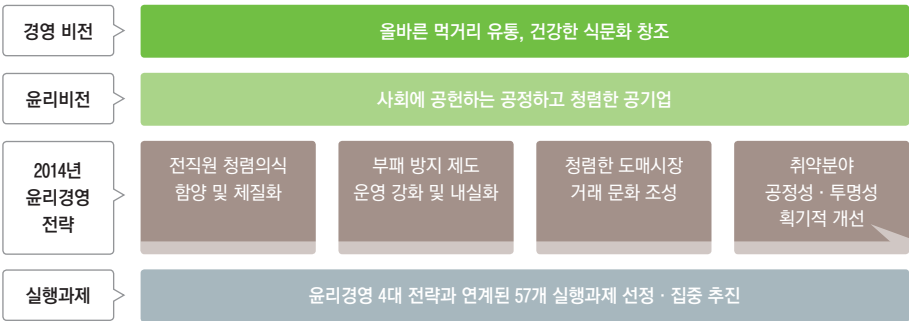 경영 비전
올바른 먹거리 유통, 건강한 식문화 창조
윤리비전
사회에 공헌하는 공정하고 청렴한 공기업
2014년
윤리경영
전략
전직원 청렴의식
함양 및 체질화
부패 방지 제도
운영 강화 및 내실화
청렴한 도매시장
거래 문화 조성
취약분야
공정성 · 투명성
획기적 개선
실행과제
윤리경영 4대 전략과 연계된 57개 실행과제 선정 · 집중 추진